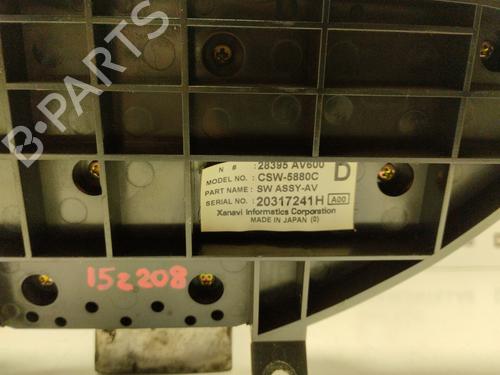 B-PARTS
N # : 28395 AV600
MODEL NO. : CSW-5880C D
PART NAME : SW ASSY-AV
SERIAL NO. : 20317241H A00
Xanavi Informatics Corporation
MADE IN JAPAN (0)
15z208